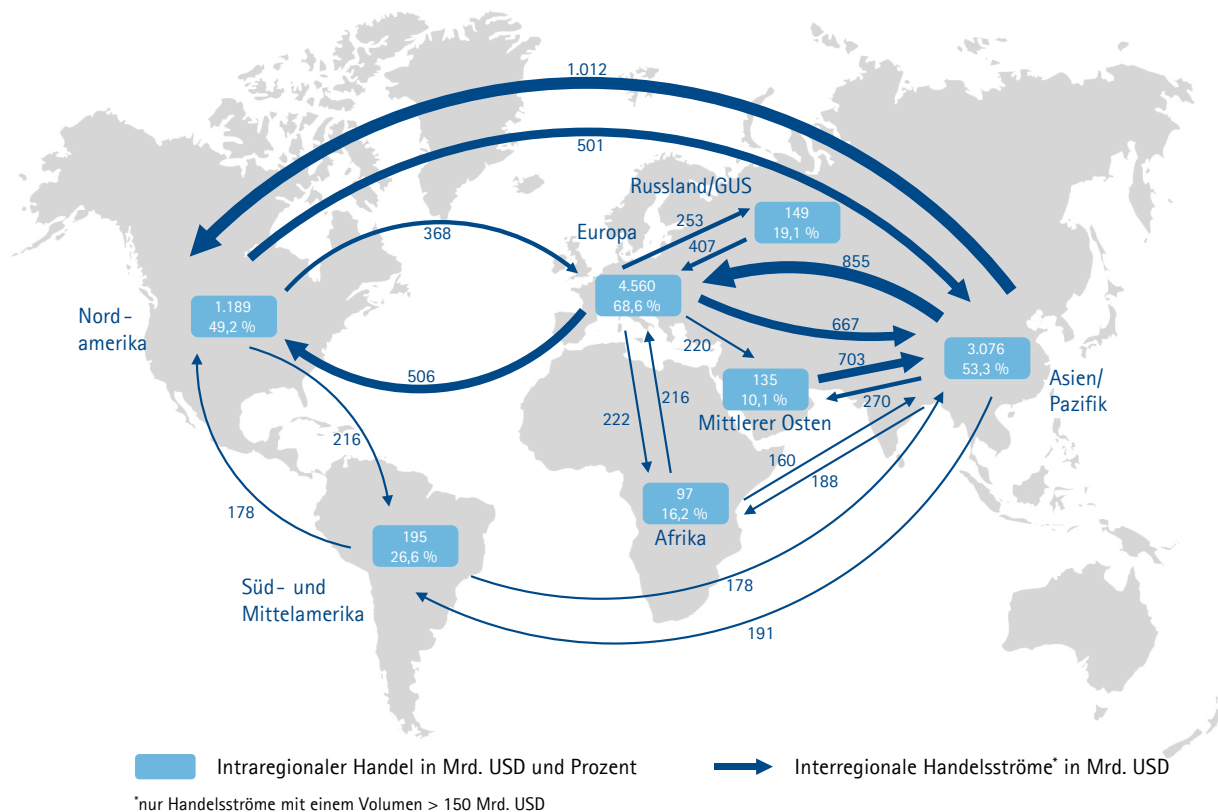 1.012
501
Russland/GUS
253
149
19,1 %
Europa
407
368
855
4.560
68,6 %
1.189
49,2 %
Nord-
amerika
667
220
703
3.076
53,3 %
506
135
10,1 %
270
Asien/
Pazifik
216
222
Mittlerer Osten
216
160
188
97
16,2 %
Afrika
178
195
26,6 %
178
Süd- und
Mittelamerika
191
Intraregionaler Handel in Mrd. USD und Prozent
Interregionale Handelsströme* in Mrd. USD
*nur Handelsströme mit einem Volumen > 150 Mrd. USD